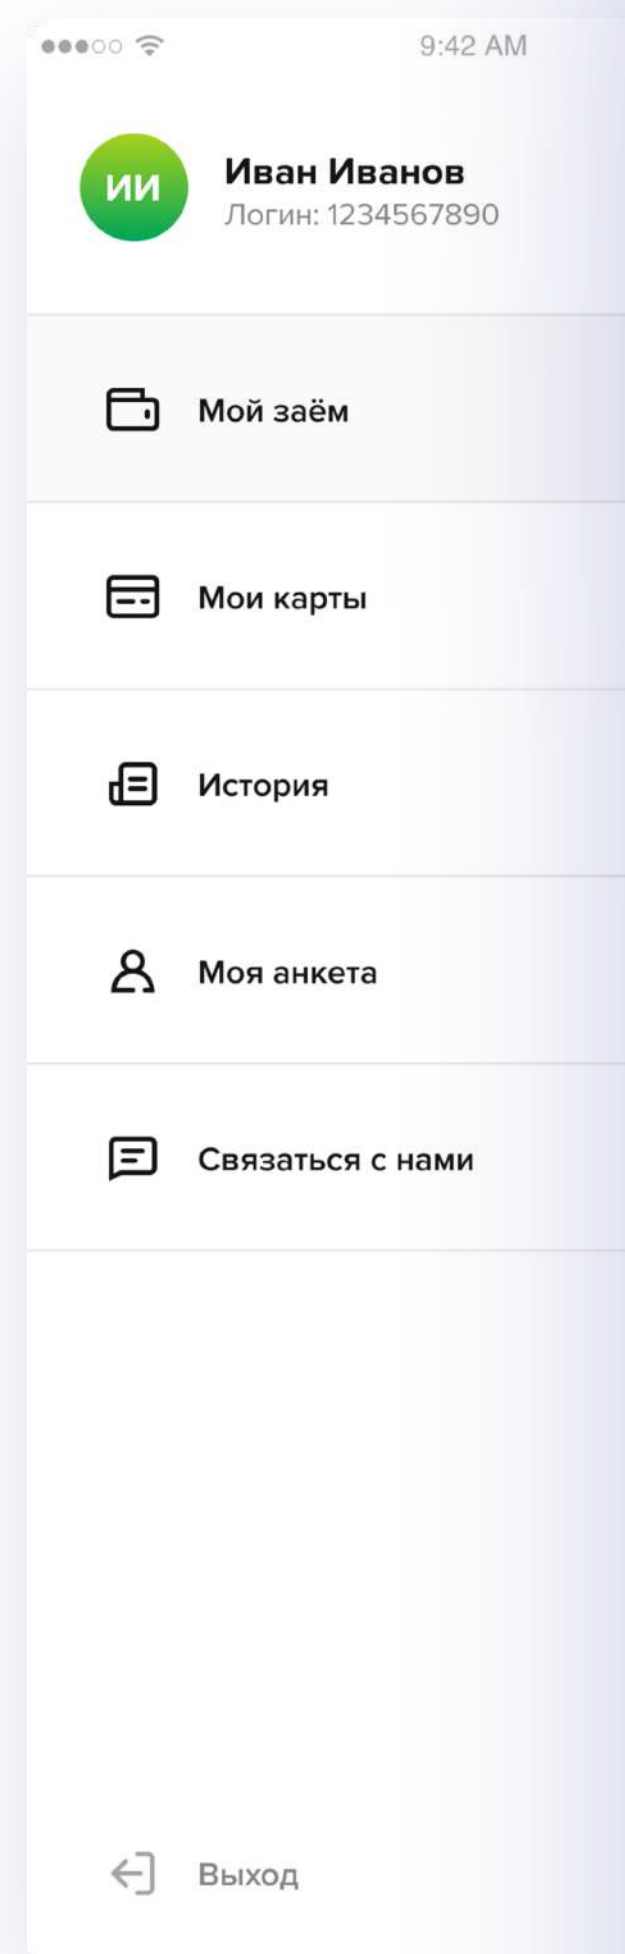 9:42 AM
ИИ
Иван Иванов
Логин: 1234567890
Мой заём
Мои карты
История
Моя анкета
Связаться с нами
Выход